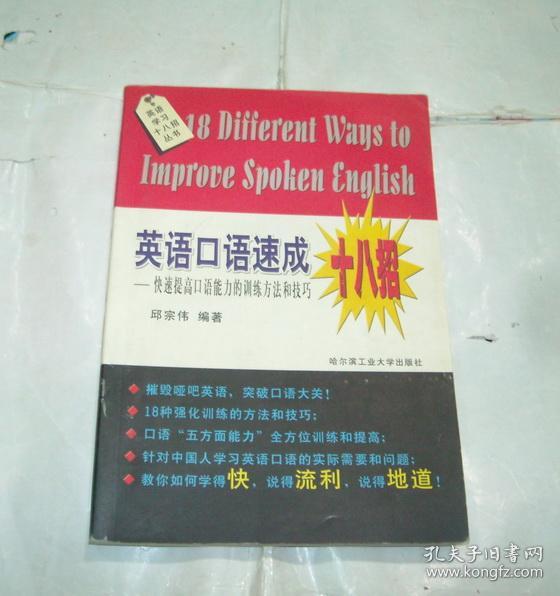 英语
学习
十八招
丛书
18 Different Ways to
Improve Spoken English
英语口语速成
十八招
—快速提高口语能力的训练方法和技巧
邱宗伟 编著
哈尔滨工业大学出版社
摧毁哑吧英语，突破口语大关！
18种强化训练的方法和技巧；
口语“五方面能力”全方位训练和提高；
针对中国人学习英语口语的实际需要和问题；
教你如何学得快，说得流利，说得地道！
孔夫子旧书网
www.kongfz.com